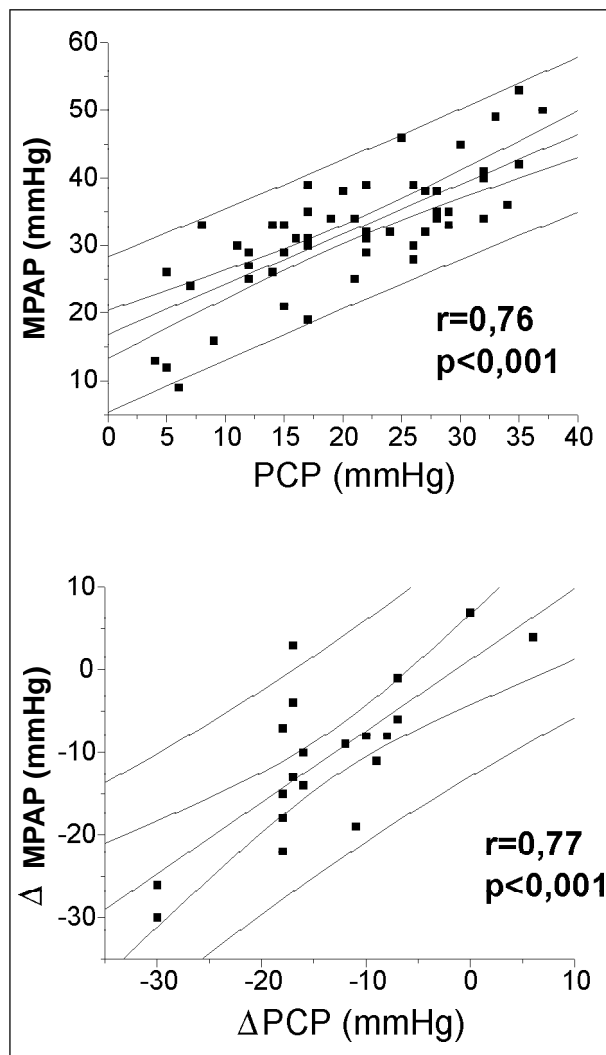 60
50
40
30
20
10
MPAP (mmHg)
r=0,76
p<0,001
0 5 10 15 20 25 30 35 40
PCP (mmHg)
10
0
-10
-20
-30
Δ MPAP (mmHg)
r=0,77
p<0,001
-30 -20 -10 0 10
ΔPCP (mmHg)